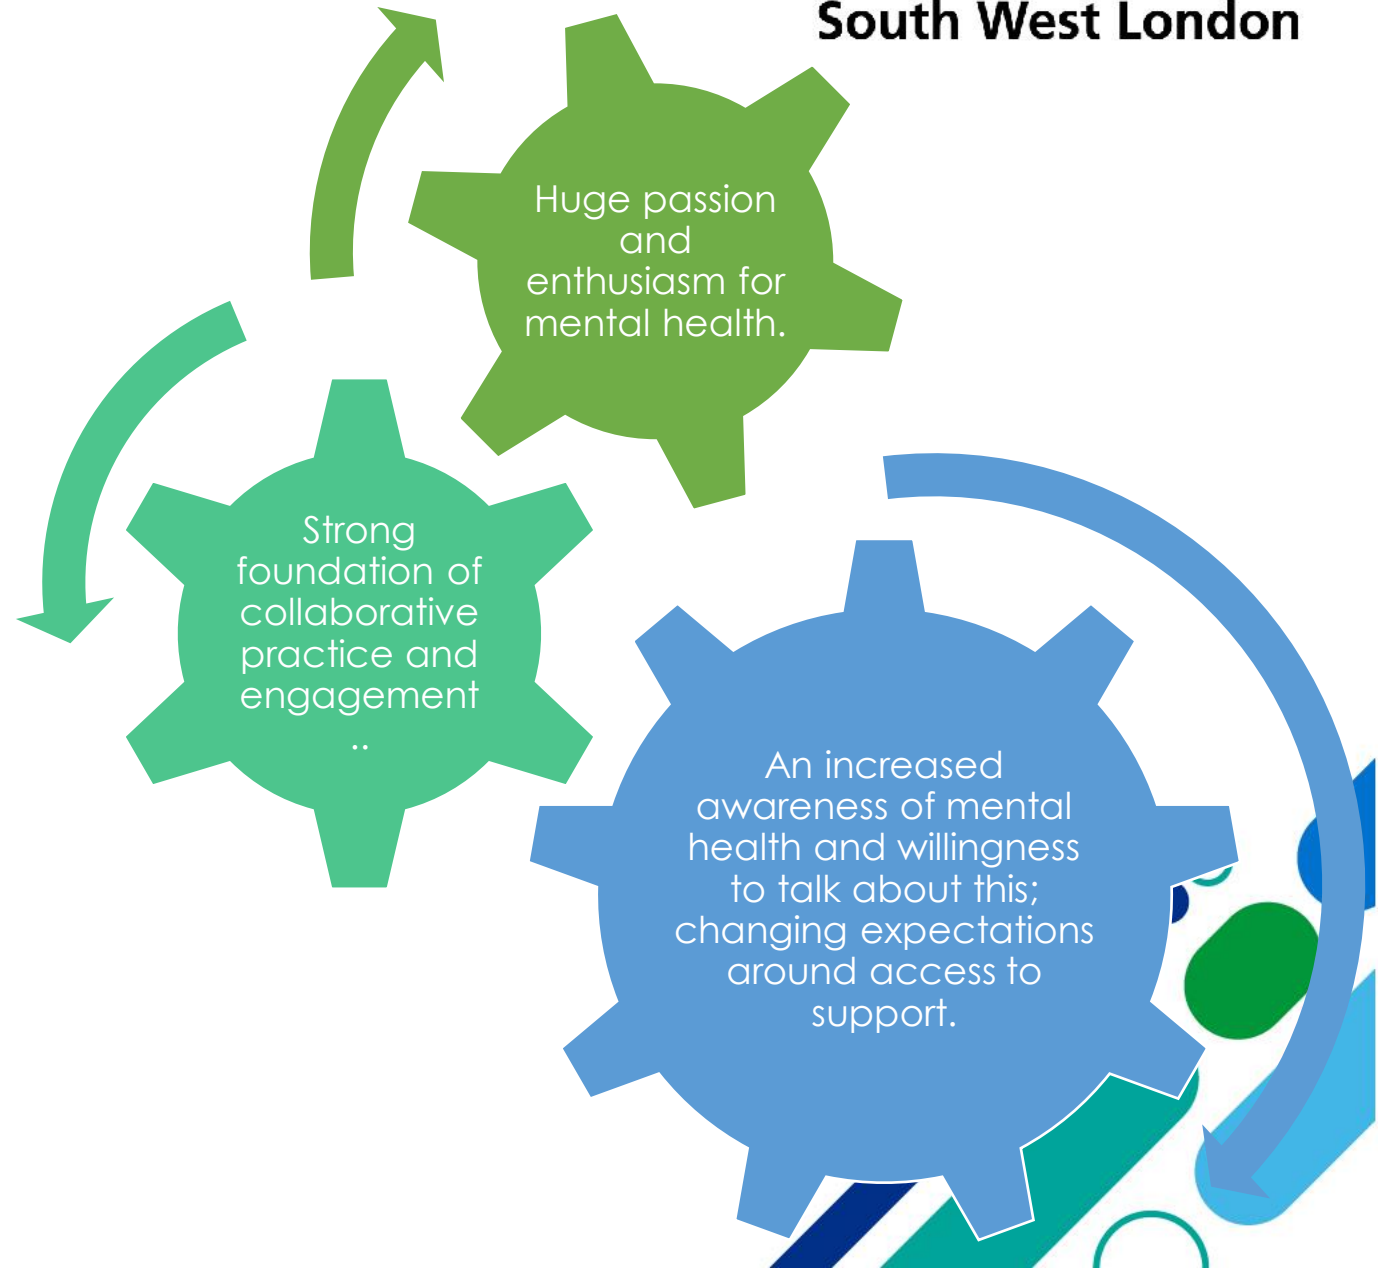 South West London
Huge passion
and
enthusiasm for
mental health.
Strong
foundation of
collaborative
practice and
engagement
..
An increased
awareness of mental
health and willingness
to talk about this;
changing expectations
around access to
support.